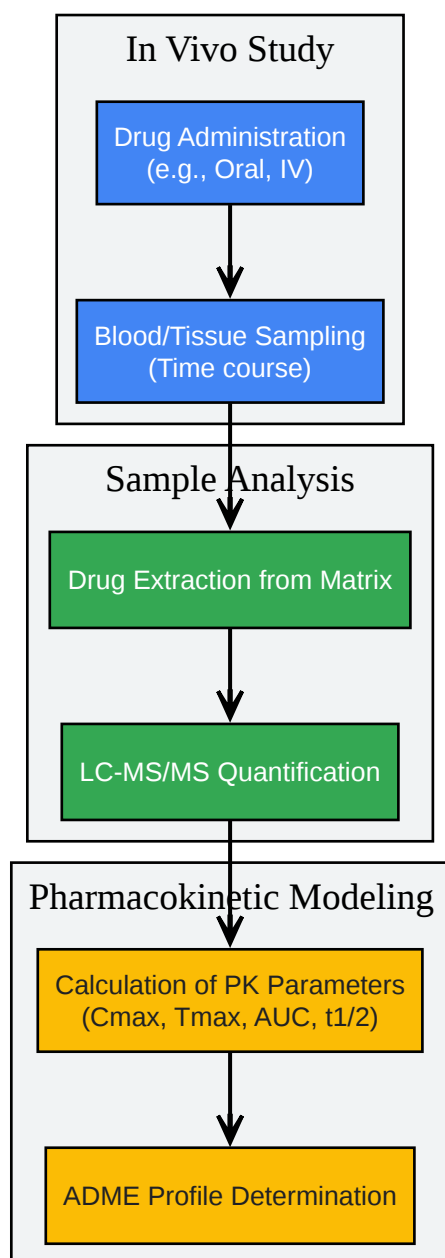 In Vivo Study
Drug Administration
(e.g., Oral, IV)
Blood/Tissue Sampling
(Time course)
Sample Analysis
Drug Extraction from Matrix
LC-MS/MS Quantification
Pharmacokinetic Modeling
Calculation of PK Parameters
(Cmax, Tmax, AUC, t1/2)
ADME Profile Determination